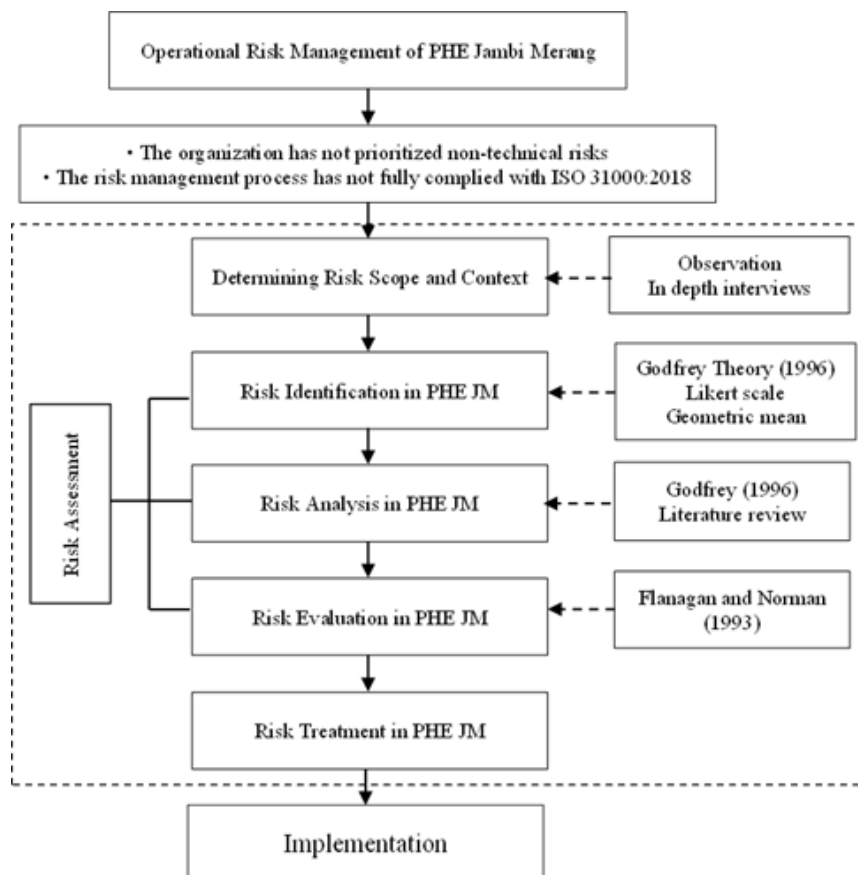 Operational Risk Management of PHE Jambi Merang
• The organization has not prioritized non-technical risks
• The risk management process has not fully complied with ISO 31000:2018
Determining Risk Scope and Context
Observation
In depth interviews
Risk Identification in PHE JM
Godfrey Theory (1996)
Likert scale
Geometric mean
Risk Assessment
Risk Analysis in PHE JM
Godfrey (1996)
Literature review
Risk Evaluation in PHE JM
Flanagan and Norman
(1993)
Risk Treatment in PHE JM
Implementation